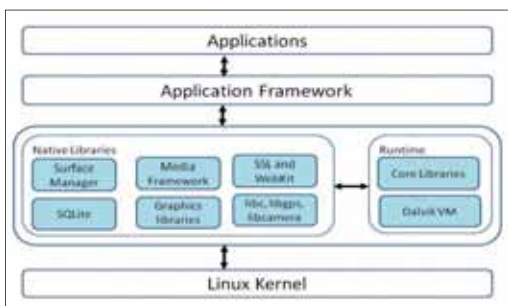 Applications
Application Framework
Native Libraries
Surface
Manager
Media
Framework
SSL and
WebKit
SQLite
Graphics
libraries
libc, libgps,
libcamera
Runtime
Core Libraries
Dalvik VM
Linux Kernel